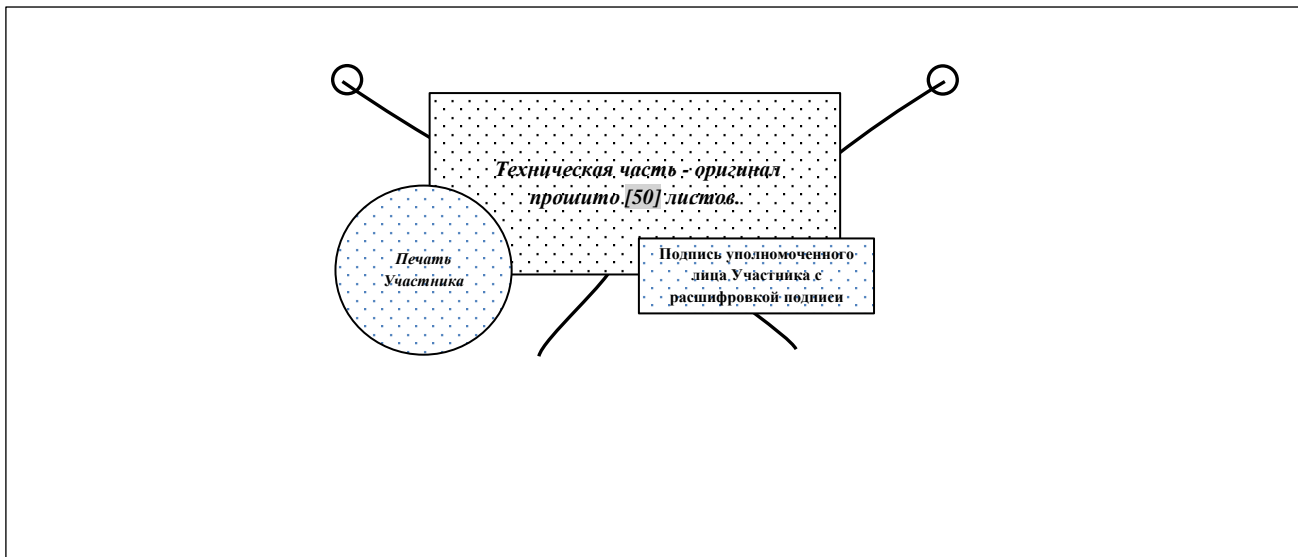 Техническая часть - оригинал
прошито [50] листов.
Печать
Участника
Подпись уполномоченного
лица Участника с
расшифровкой подписи